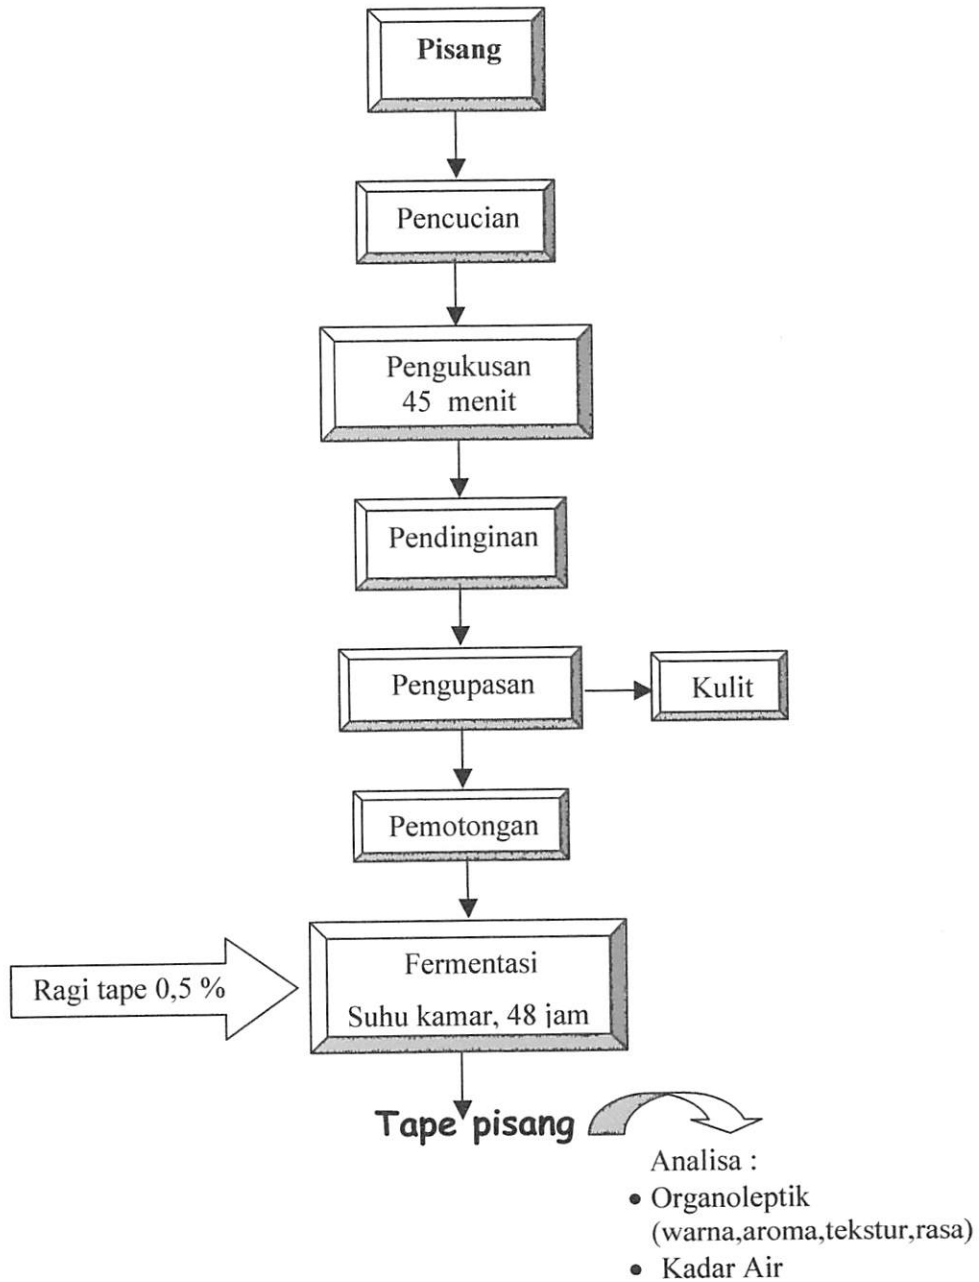 Pisang
Pencucian
Pengukusan
45 menit
Pendinginan
Pengupasan
Kulit
Pemotongan
Ragi tape 0,5 %
Fermentasi
Suhu kamar, 48 jam
Tape pisang
Analisa :
• Organoleptik
(warna,aroma,tekstur,rasa)
• Kadar Air